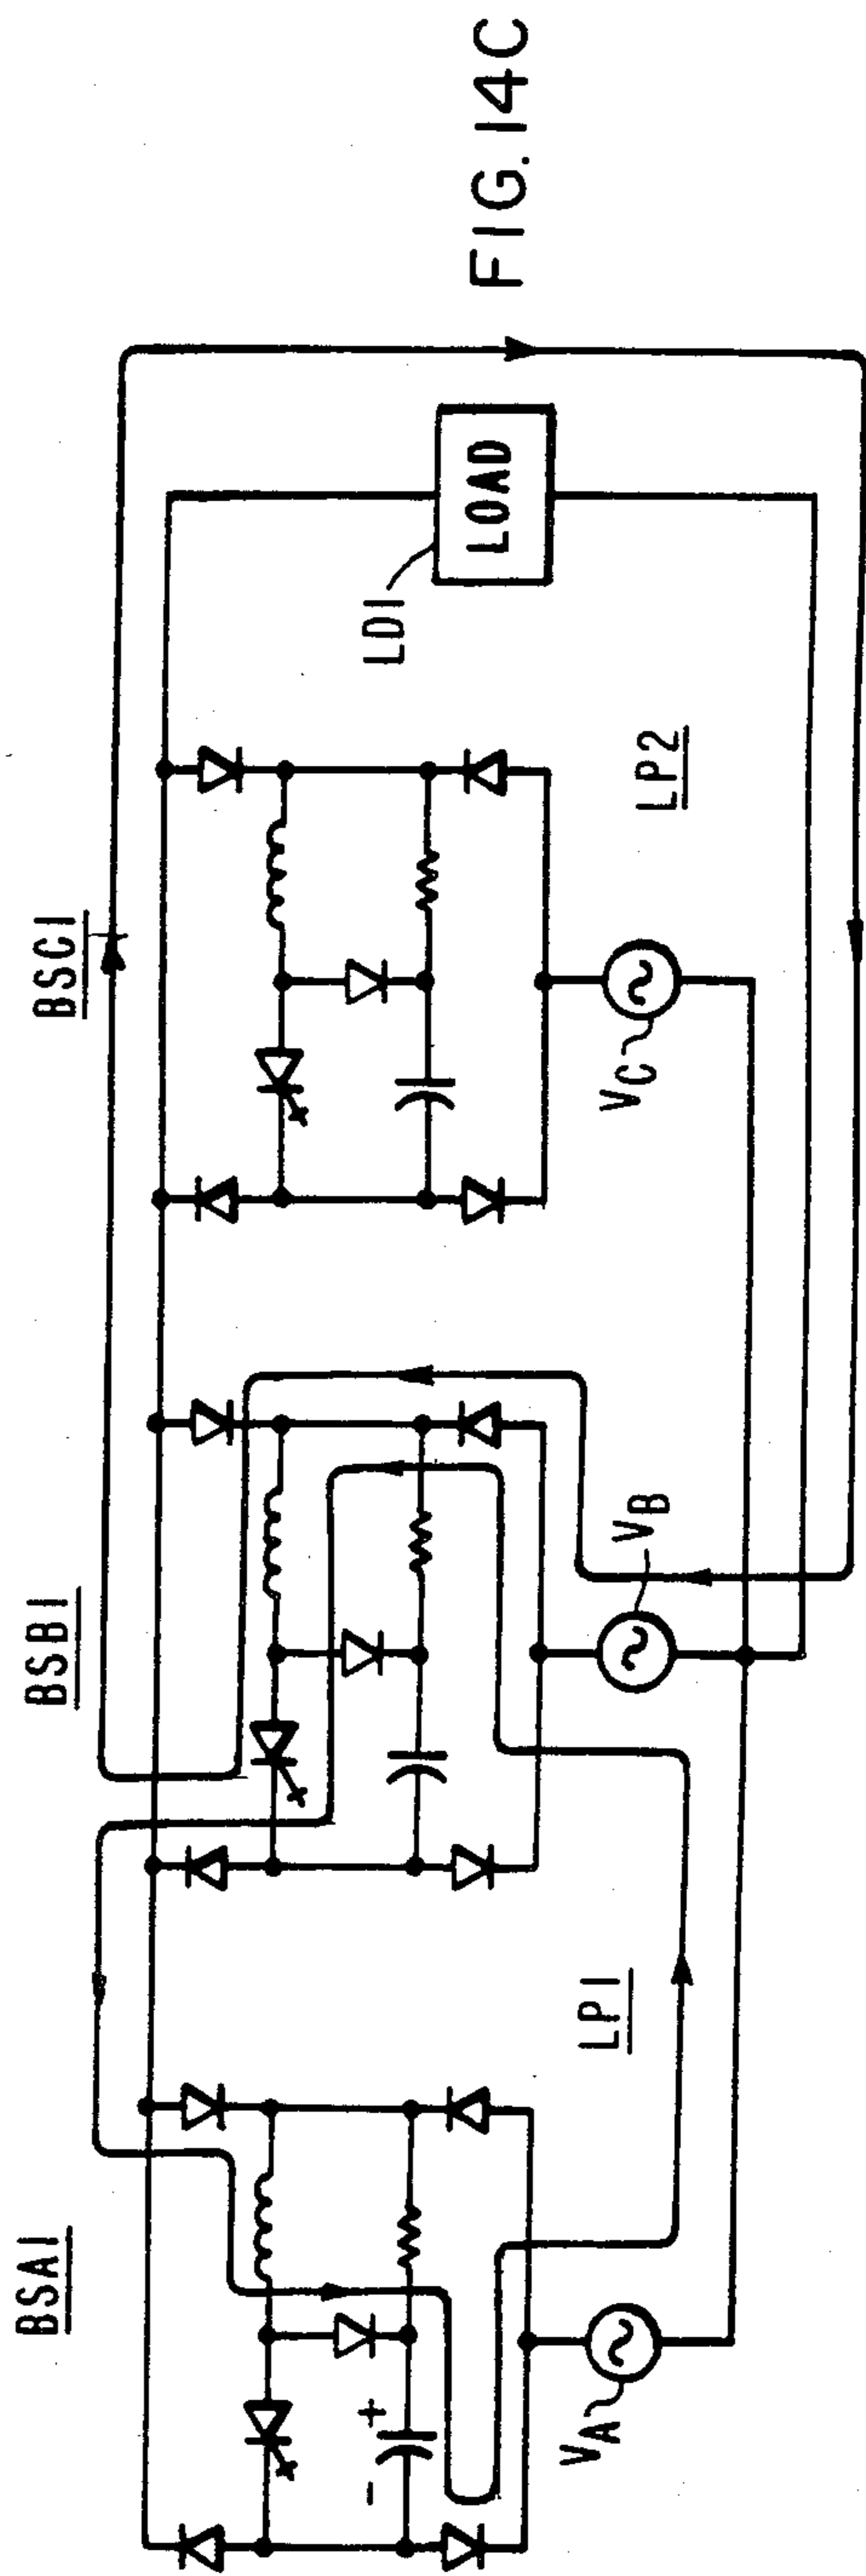 BSA1
BSB1
BSC1
+
-
LD1
LOAD
LP1
LP2
VA
VB
VC
FIG. 14C